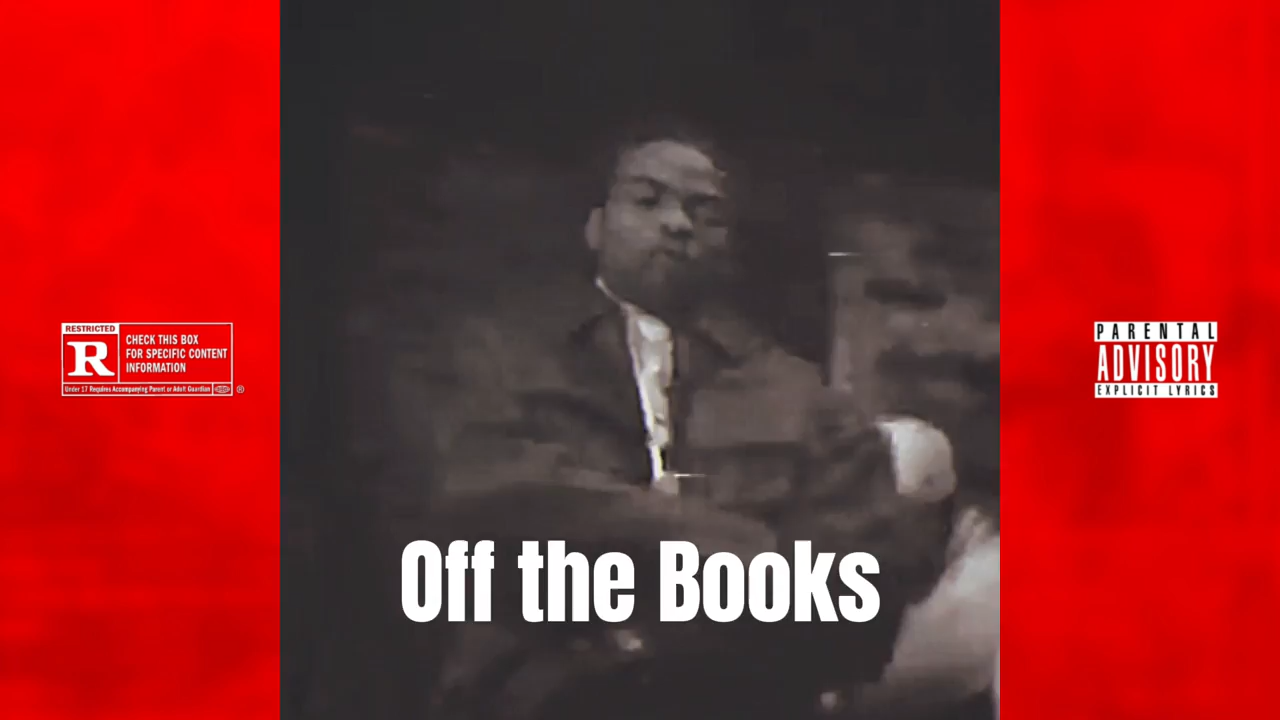 RESTRICTED
R
CHECK THIS BOX
FOR SPECIFIC CONTENT
INFORMATION
Under 17 Requires Accompanying Parent or Adult Guardian
®
Off the Books
PARENTAL
ADVISORY
EXPLICIT LYRICS